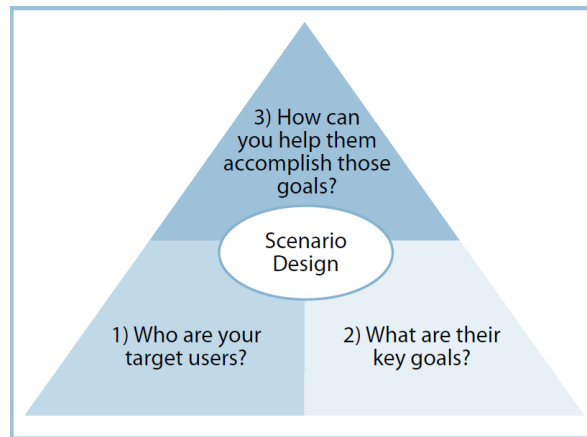 3) How can
you help them
accomplish those
goals?
Scenario
Design
1) Who are your
target users?
2) What are their
key goals?